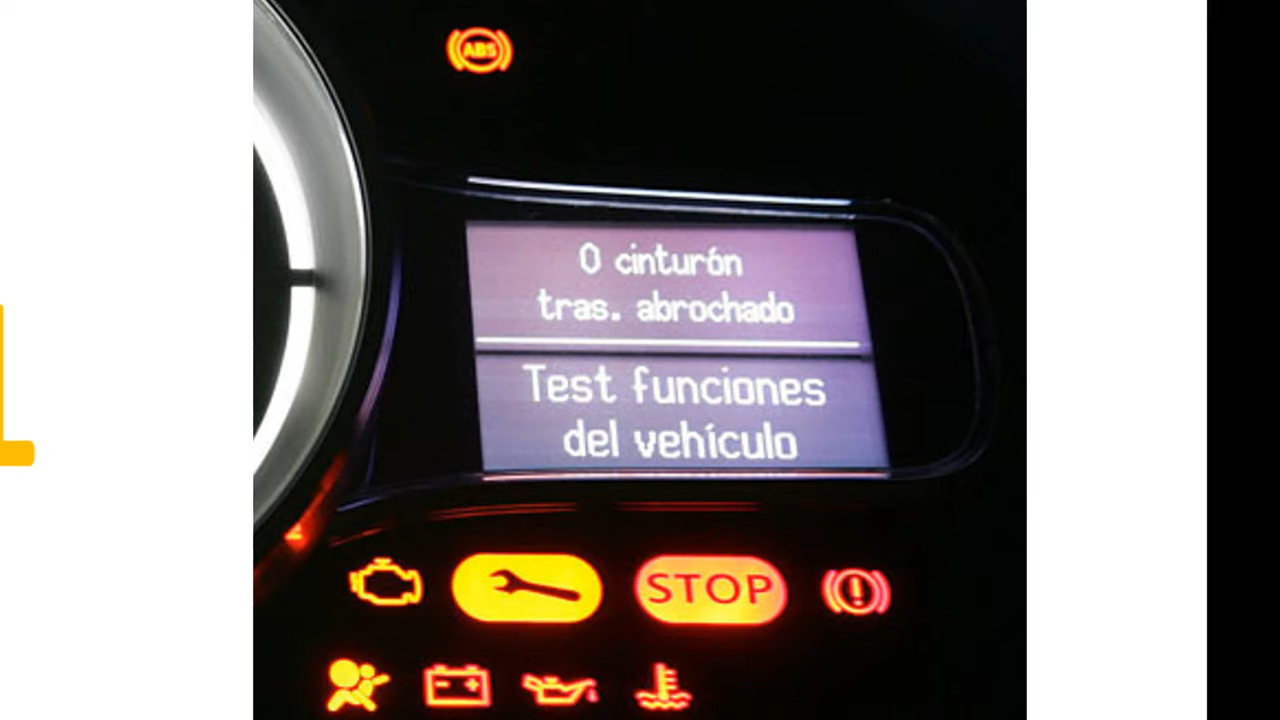 ABS
0 cinturón
tras. abrochado
Test funciones
del vehículo
STOP